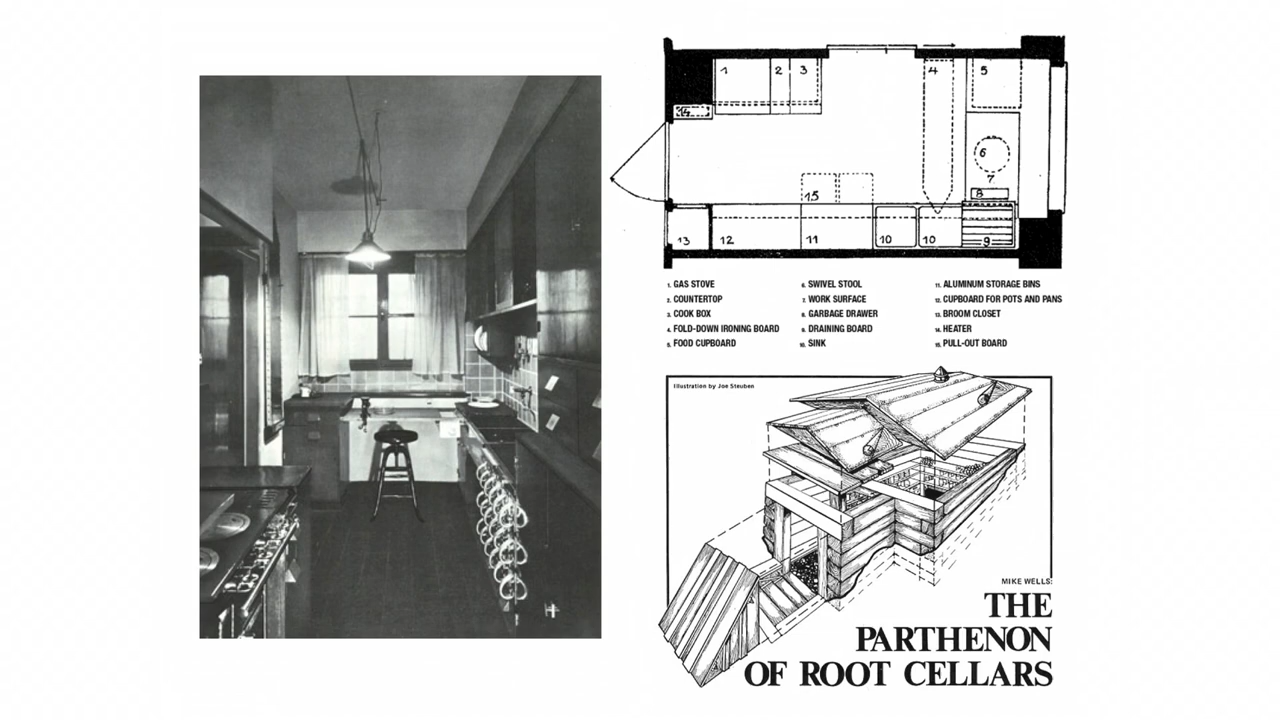 1 2 3 4 5
14
6
7
8
15
13 12 11 10 10 9
1. GAS STOVE
2. COUNTERTOP
3. COOK BOX
4. FOLD-DOWN IRONING BOARD
5. FOOD CUPBOARD
6. SWIVEL STOOL
7. WORK SURFACE
8. GARBAGE DRAWER
9. DRAINING BOARD
10. SINK
11. ALUMINUM STORAGE BINS
12. CUPBOARD FOR POTS AND PANS
13. BROOM CLOSET
14. HEATER
15. PULL-OUT BOARD
Illustration by Joe Steuben
MIKE WELLS:
THE
PARTHENON
OF ROOT CELLARS